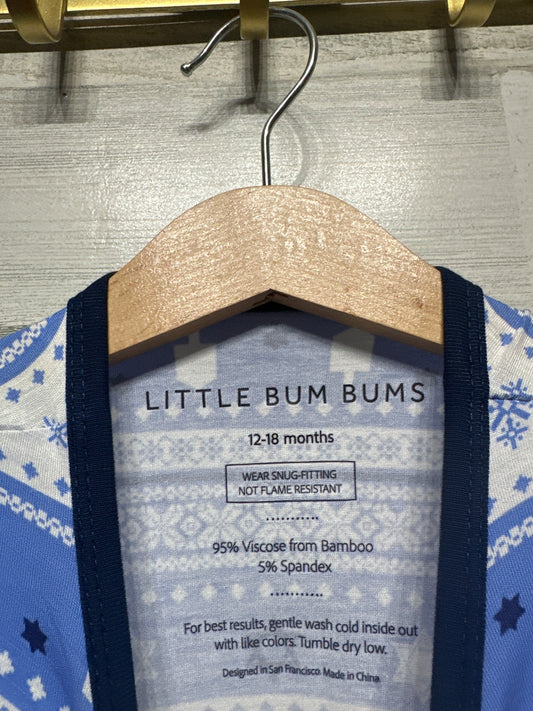 LITTLE BUM BUMS
12-18 months
WEAR SNUG-FITTING
NOT FLAME RESISTANT
95% Viscose from Bamboo
5% Spandex
For best results, gentle wash cold inside out
with like colors. Tumble dry low.
Designed in San Francisco. Made in China.